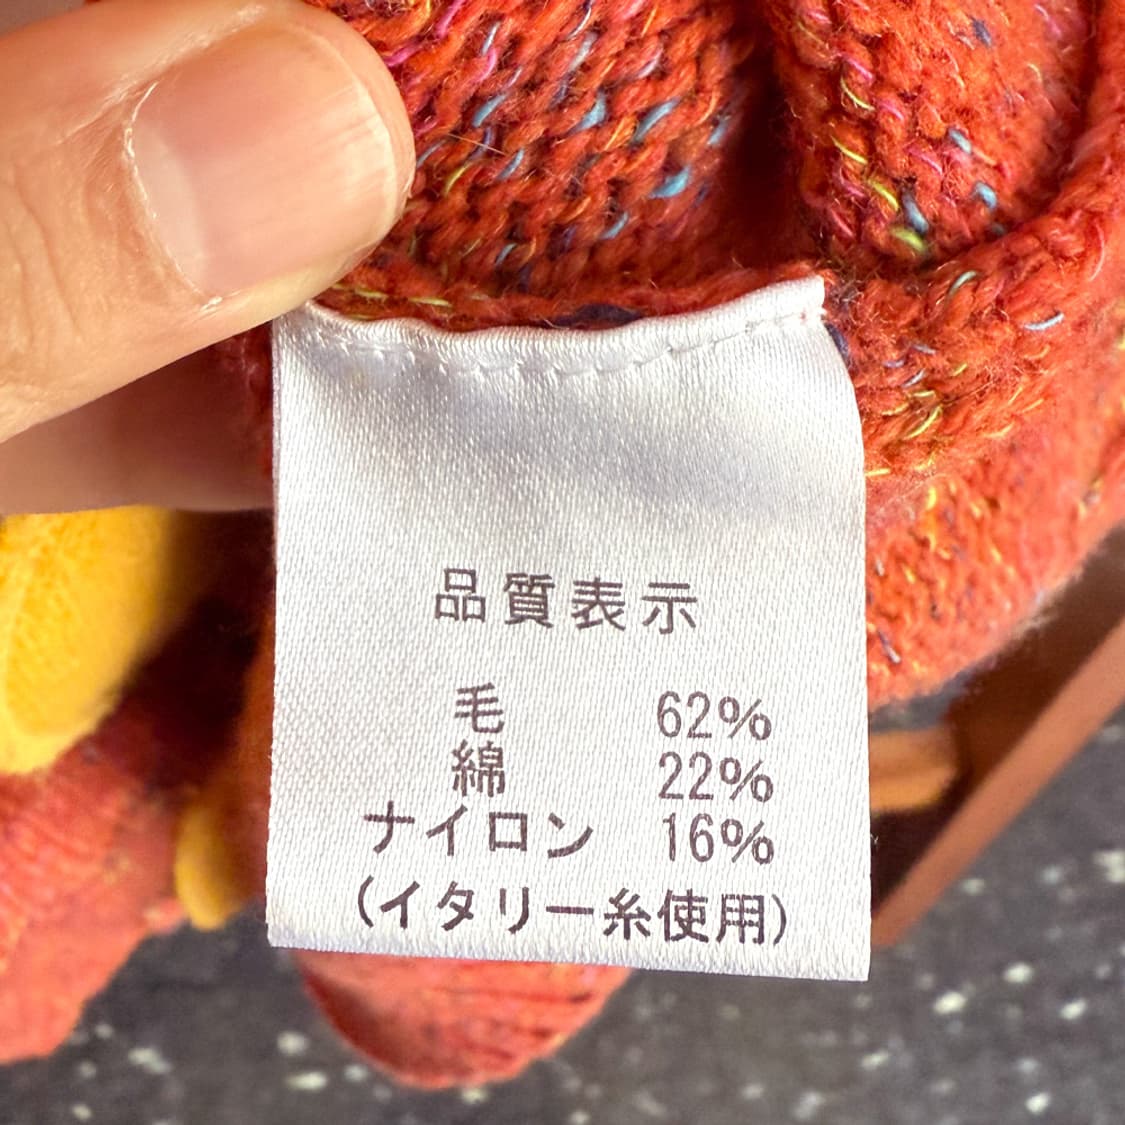 品質表示
毛 62%
綿 22%
ナイロン 16%
(イタリー糸使用)